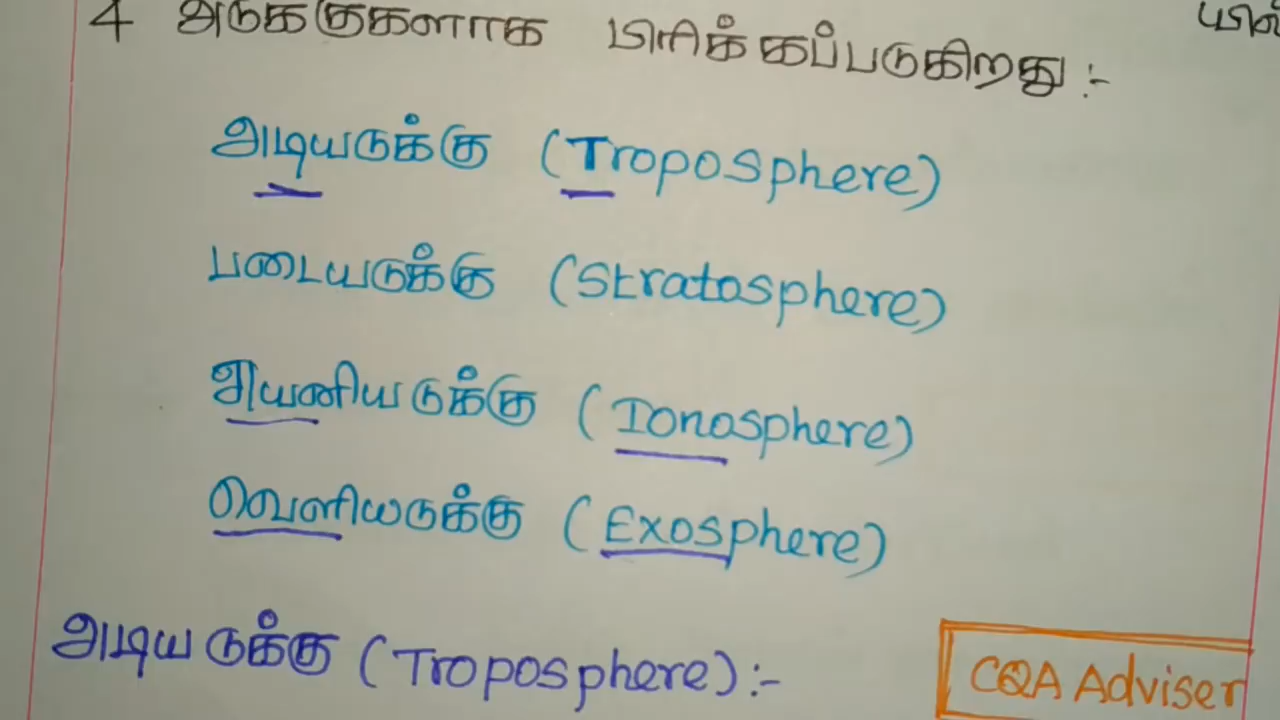 4 அடுக்குகளாக பிரிக்கப்படுகிறது :-
அடியடுக்கு (Troposphere)
படையடுக்கு (Stratosphere)
அயனியடுக்கு (Ionosphere)
வெளியடுக்கு (Exosphere)
அடியடுக்கு (Troposphere) :-
CQA Adviser